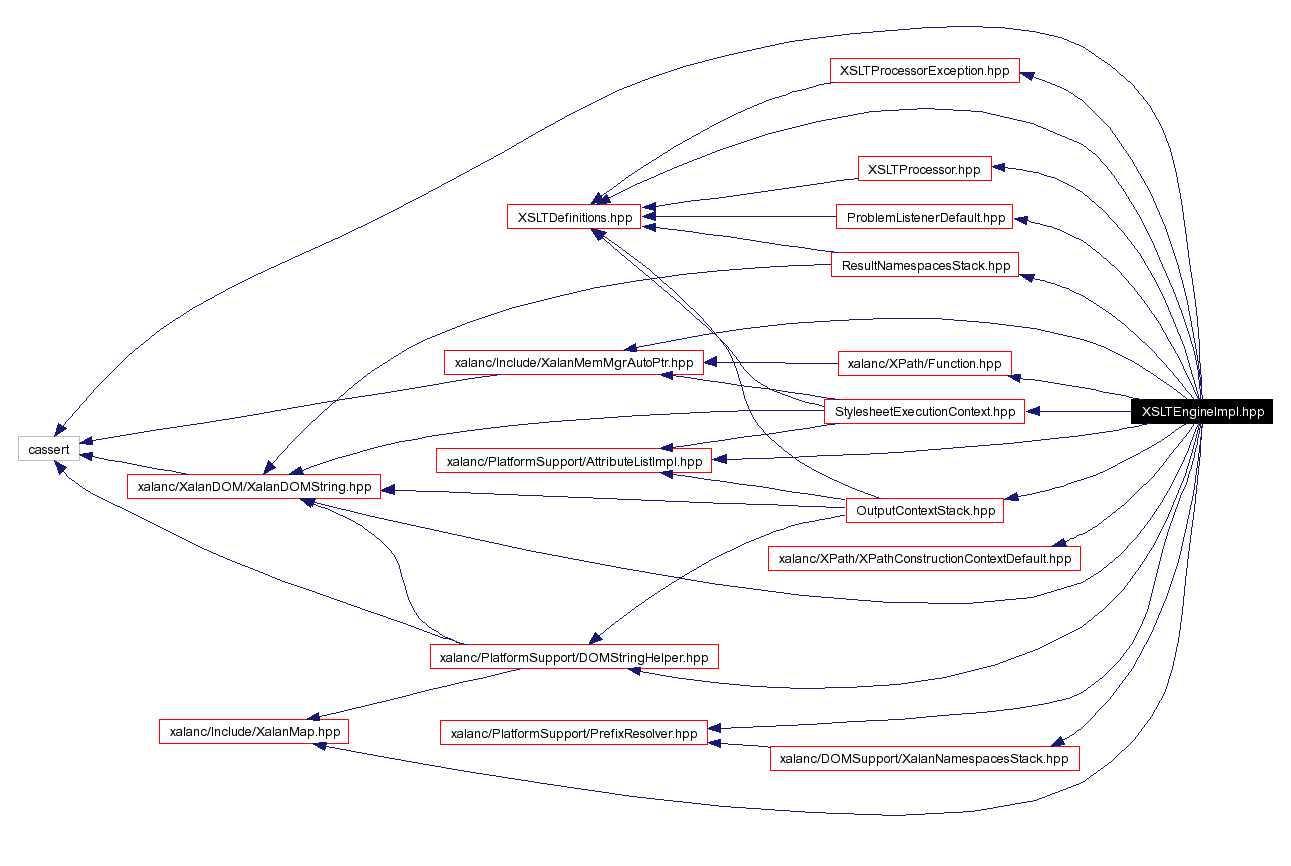 XSLTProcessorException.hpp
XSLTProcessor.hpp
XSLTDefinitions.hpp
ProblemListenerDefault.hpp
ResultNamespacesStack.hpp
xalanc/Include/XalanMemMgrAutoPtr.hpp
xalanc/XPath/Function.hpp
StylesheetExecutionContext.hpp
XSLTEngineImpl.hpp
cassert
xalanc/PlatformSupport/AttributeListImpl.hpp
xalanc/XalanDOM/XalanDOMString.hpp
OutputContextStack.hpp
xalanc/XPath/XPathConstructionContextDefault.hpp
xalanc/PlatformSupport/DOMStringHelper.hpp
xalanc/Include/XalanMap.hpp
xalanc/PlatformSupport/PrefixResolver.hpp
xalanc/DOMSupport/XalanNamespacesStack.hpp